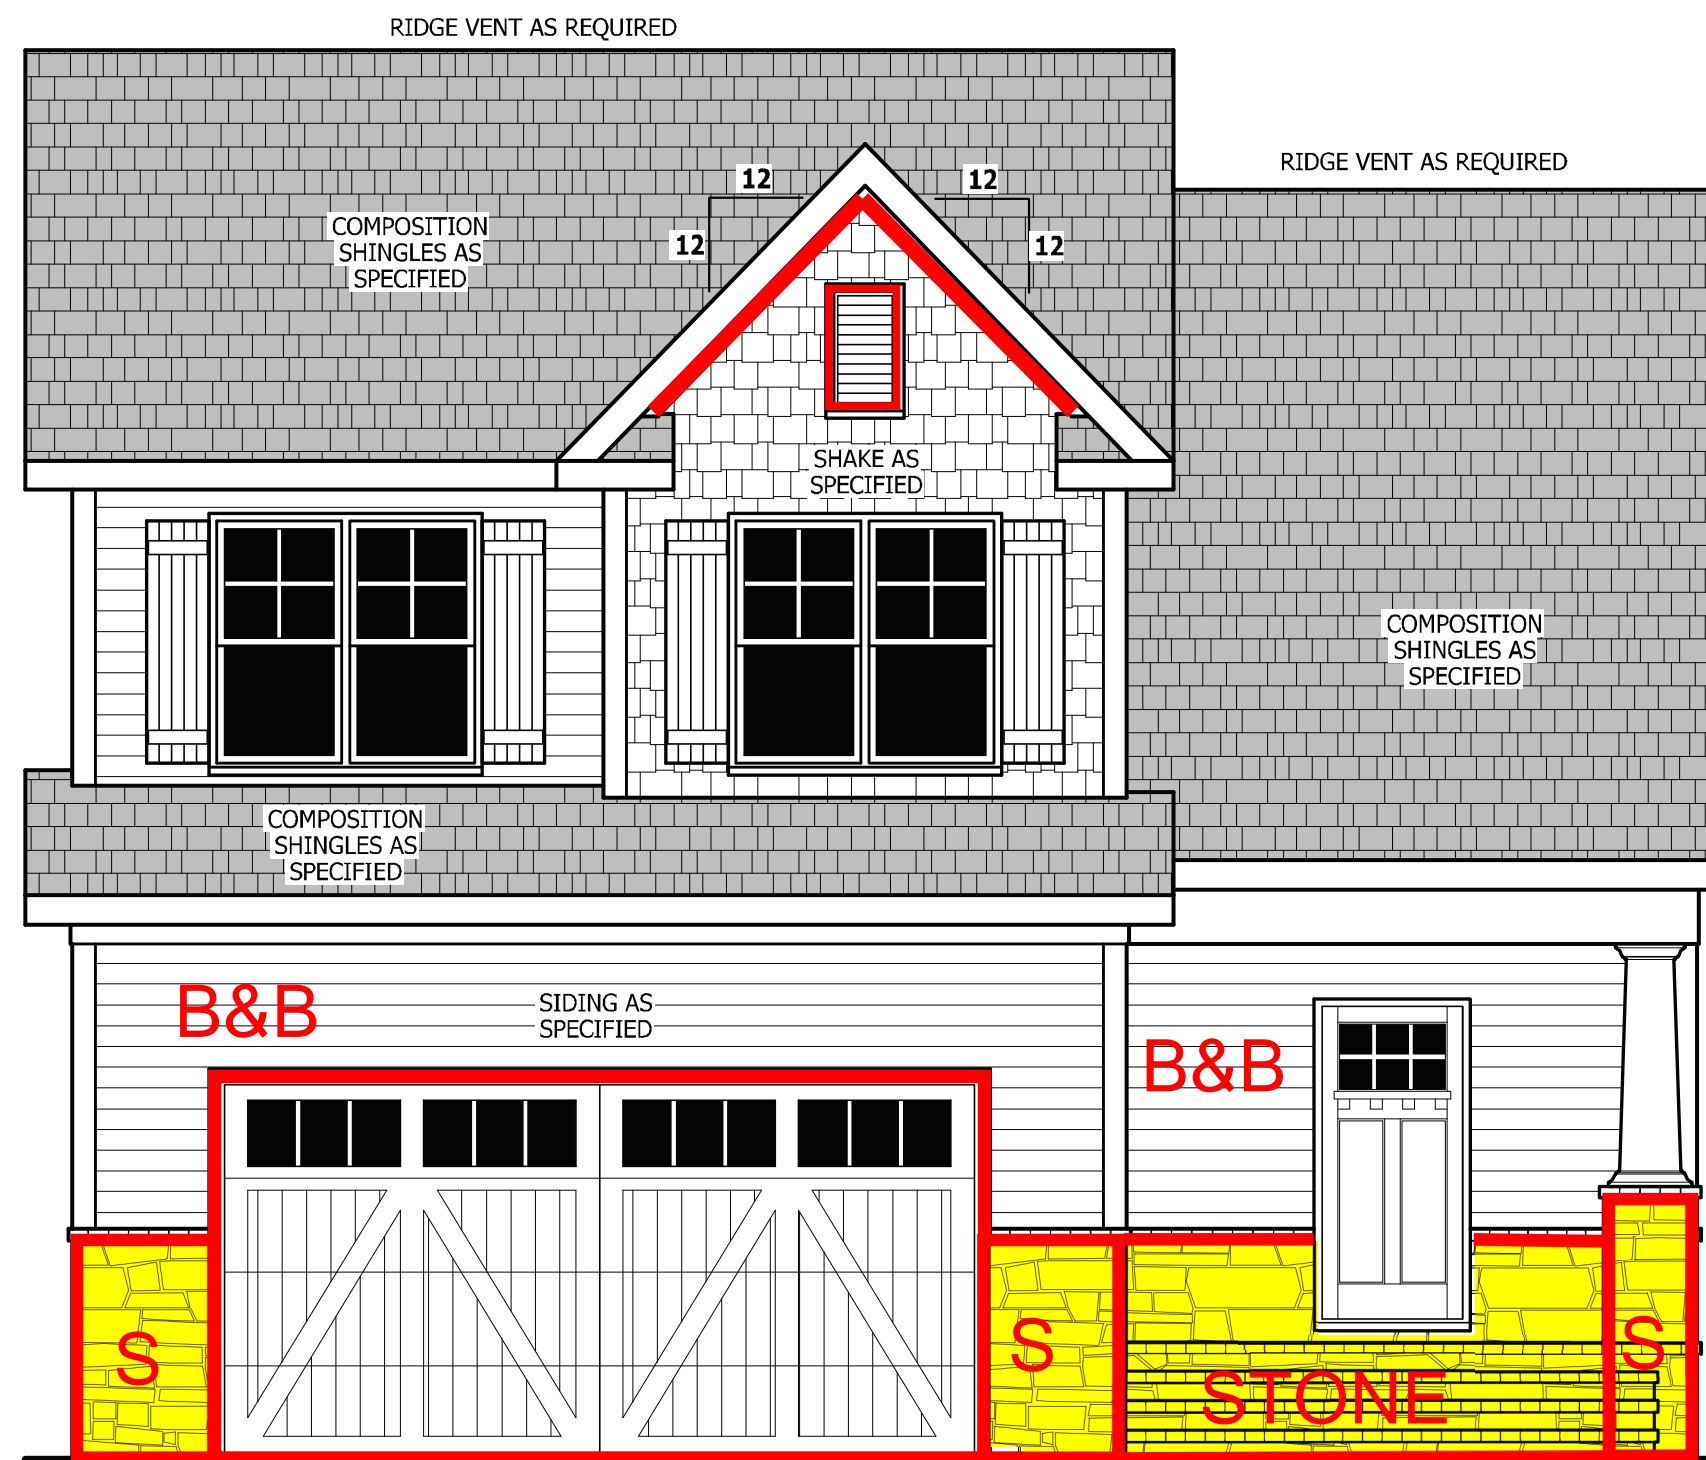 RIDGE VENT AS REQUIRED
RIDGE VENT AS REQUIRED
12
12
12
12
COMPOSITION
SHINGLES AS
SPECIFIED
SHAKE AS
SPECIFIED
COMPOSITION
SHINGLES AS
SPECIFIED
COMPOSITION
SHINGLES AS
SPECIFIED
B&B
SIDING AS
SPECIFIED
B&B
S
S
S
STONE